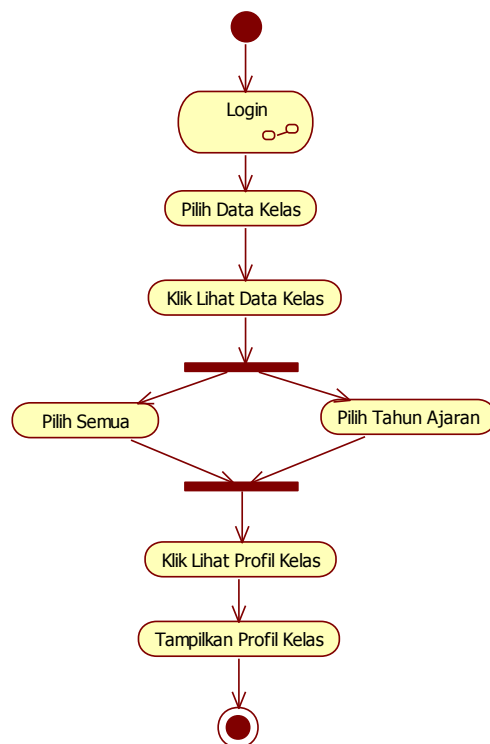 Login
Pilih Data Kelas
Klik Lihat Data Kelas
Pilih Semua
Pilih Tahun Ajaran
Klik Lihat Profil Kelas
Tampilkan Profil Kelas